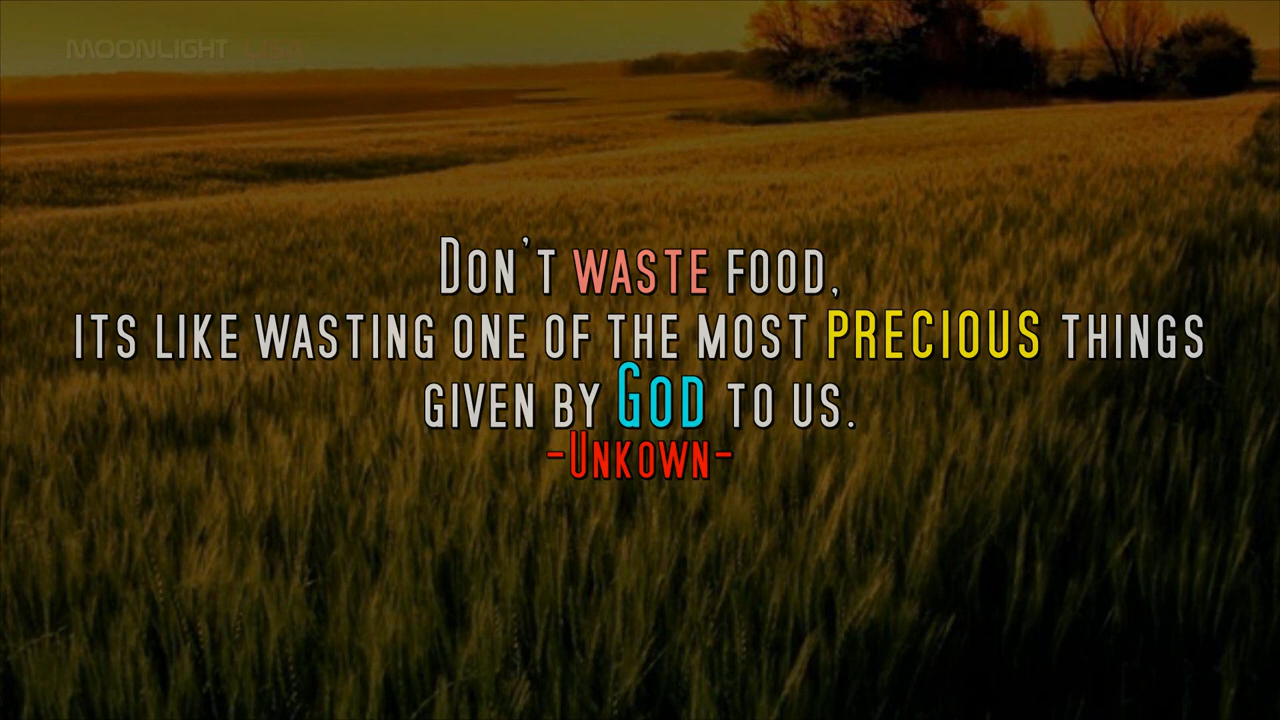 MOONLIGHT LISA
Don't waste food,
its like wasting one of the most precious things
given by God to us.
-Unkown-